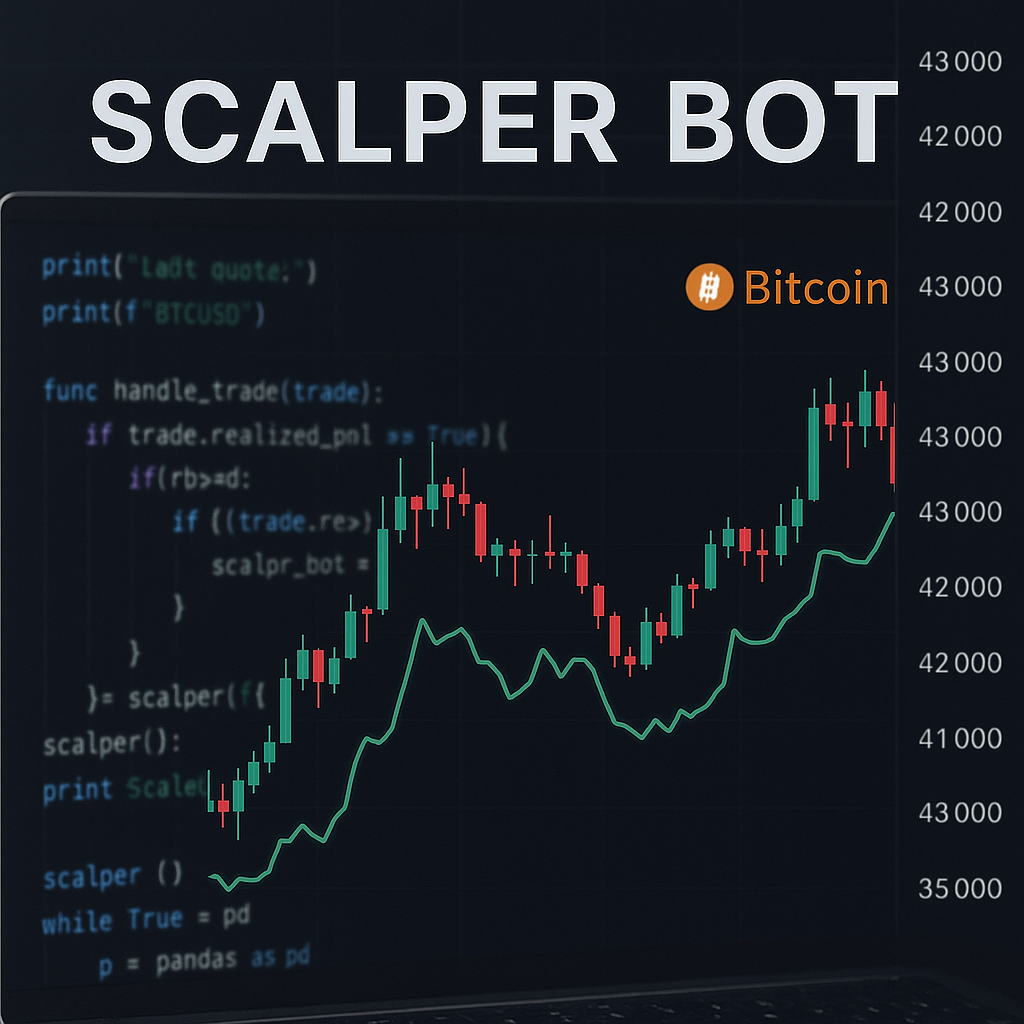 SCALPER BOT
43 000
42 000
42 000
43 000
43 000
43 000
43 000
42 000
42 000
41 000
43 000
35 000
Bitcoin
print("Ladt quote:")
print(f"BTCUSD")
func handle_trade(trade):
if trade.realized_pnl == True){
if(rb>=d:
if ((trade.re>)
scalpr_bot =
}
}
}= scalper(f{
scalper():
print Scale
scalper ()
while True = pd
p = pandas as pd